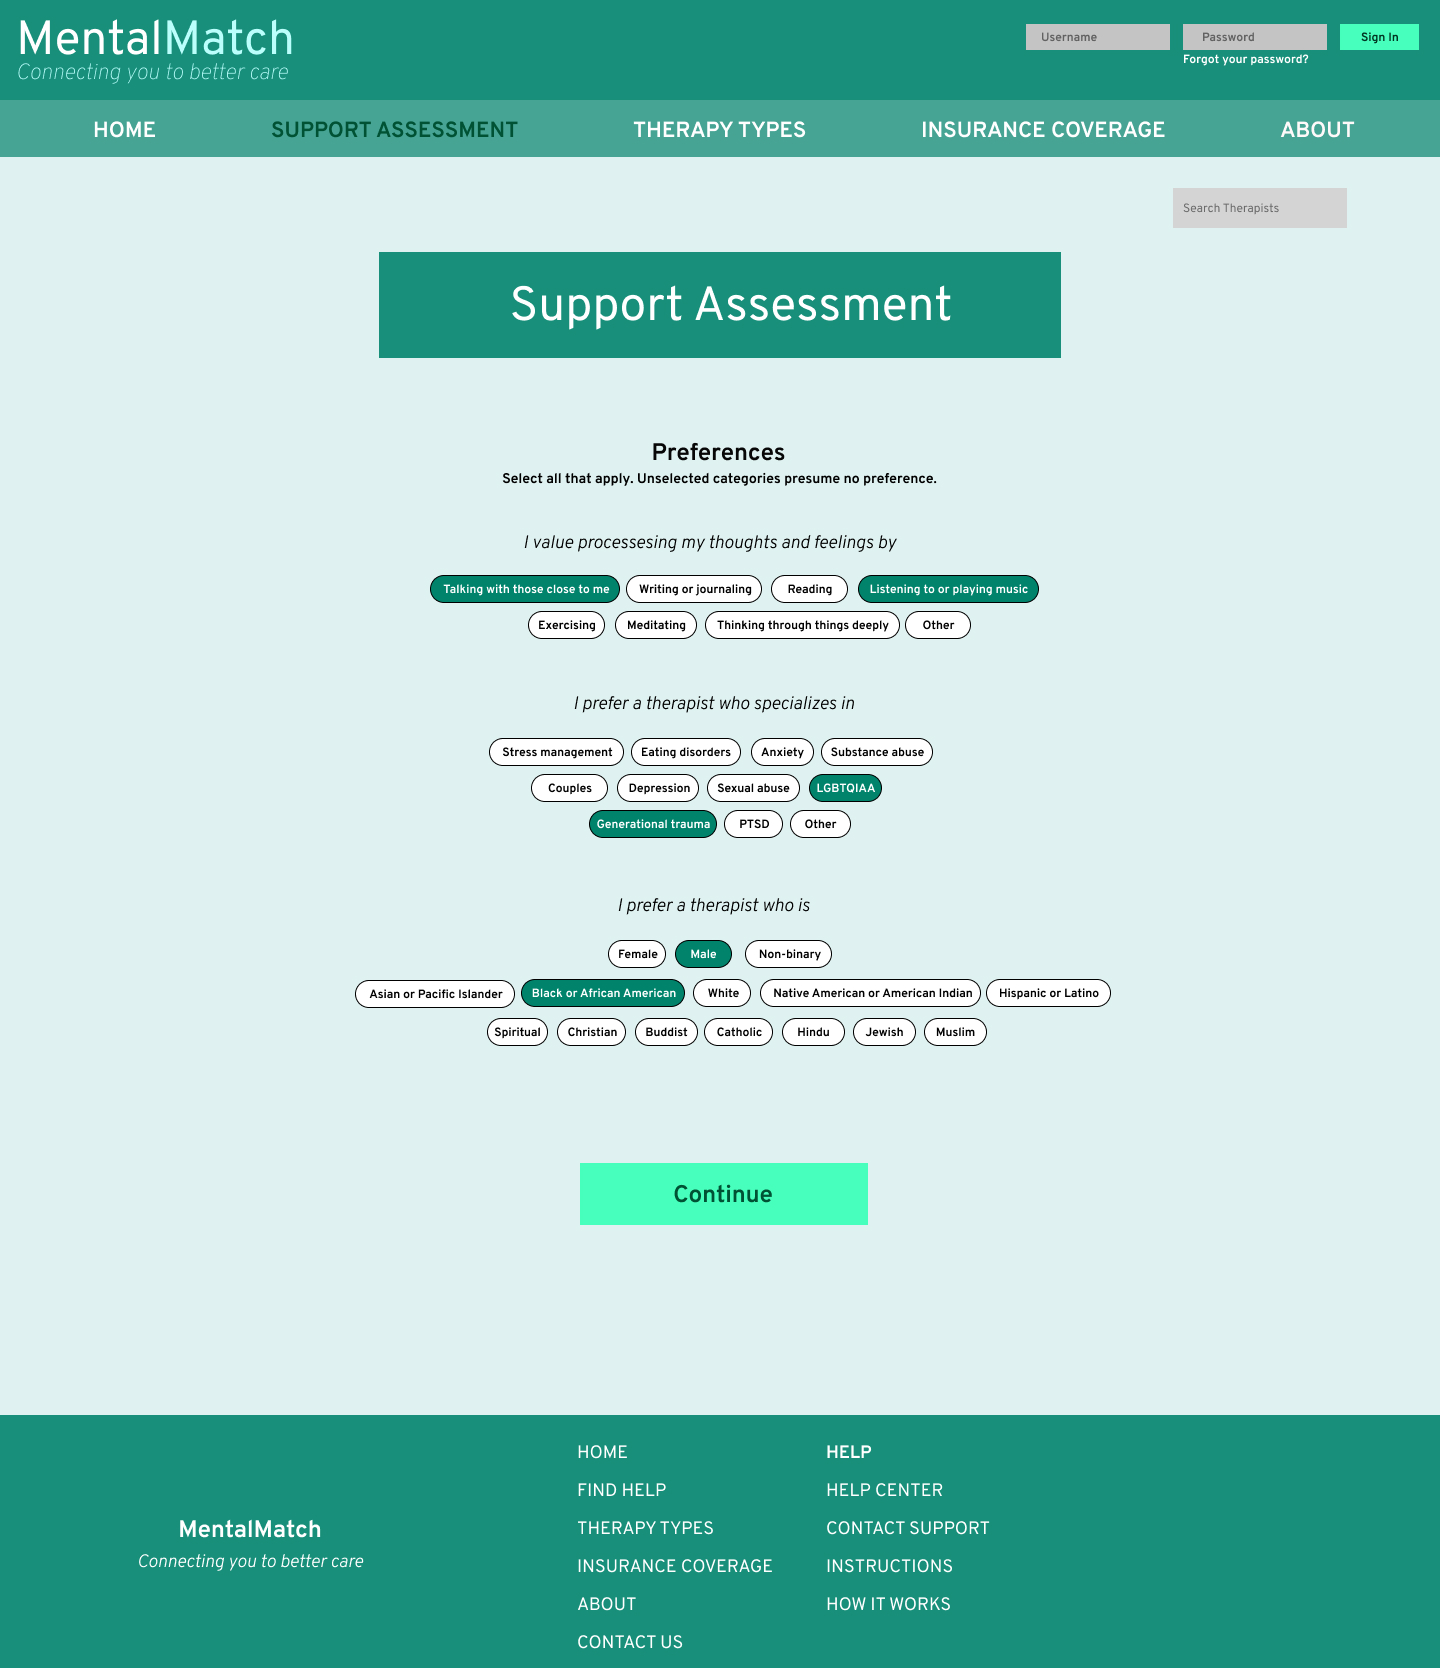 MentalMatch
Connecting you to better care
Username
Password
Sign In
Forgot your password?
HOME
SUPPORT ASSESSMENT
THERAPY TYPES
INSURANCE COVERAGE
ABOUT
Search Therapists
Support Assessment
Preferences
Select all that apply. Unselected categories presume no preference.
I value processesing my thoughts and feelings by
Talking with those close to me
Writing or journaling
Reading
Listening to or playing music
Exercising
Meditating
Thinking through things deeply
Other
I prefer a therapist who specializes in
Stress management
Eating disorders
Anxiety
Substance abuse
Couples
Depression
Sexual abuse
LGBTQIAA
Generational trauma
PTSD
Other
I prefer a therapist who is
Female
Male
Non-binary
Asian or Pacific Islander
Black or African American
White
Native American or American Indian
Hispanic or Latino
Spiritual
Christian
Buddist
Catholic
Hindu
Jewish
Muslim
Continue
MentalMatch
Connecting you to better care
HOME
FIND HELP
THERAPY TYPES
INSURANCE COVERAGE
ABOUT
CONTACT US
HELP
HELP CENTER
CONTACT SUPPORT
INSTRUCTIONS
HOW IT WORKS